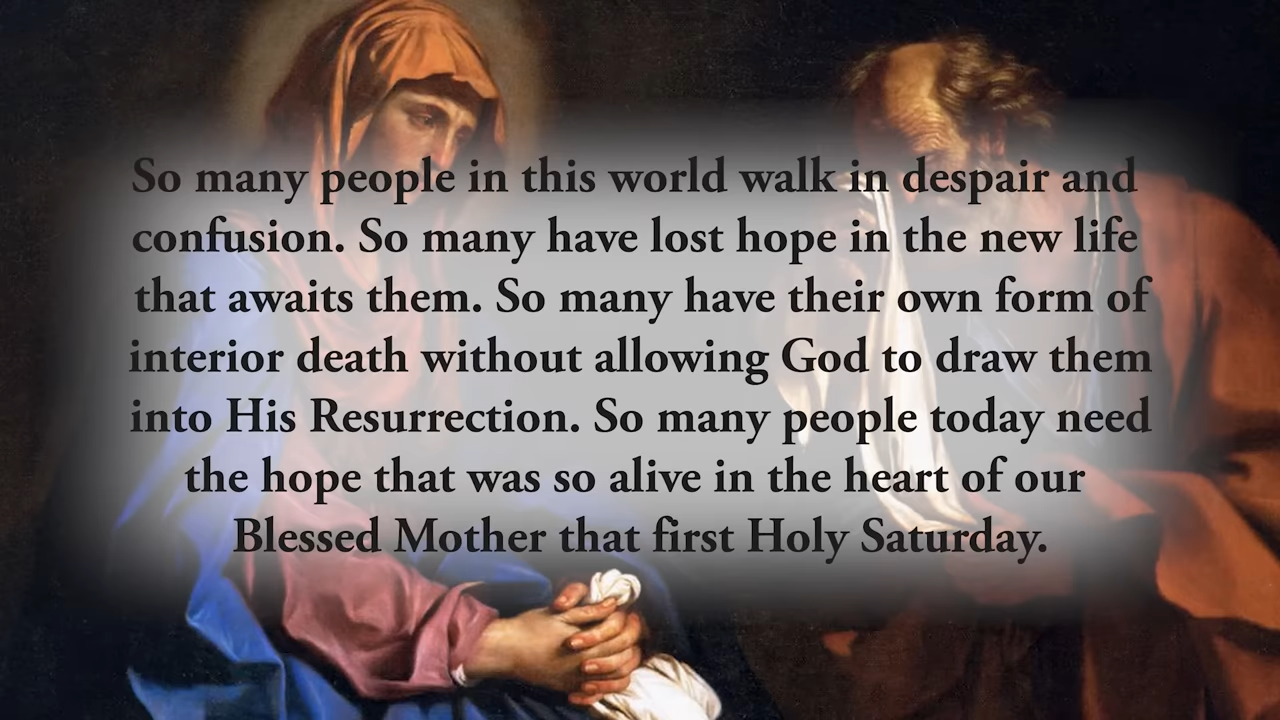 So many people in this world walk in despair and
confusion. So many have lost hope in the new life
that awaits them. So many have their own form of
interior death without allowing God to draw them
into His Resurrection. So many people today need
the hope that was so alive in the heart of our
Blessed Mother that first Holy Saturday.